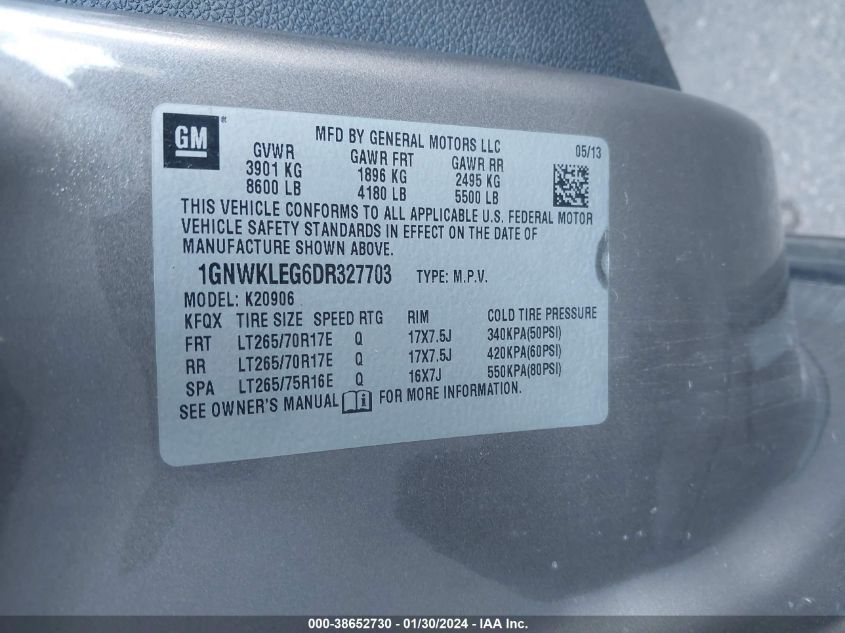 GM
MFD BY GENERAL MOTORS LLC
05/13
GVWR GAWR FRT GAWR RR
3901 KG 1896 KG 2495 KG
8600 LB 4180 LB 5500 LB
THIS VEHICLE CONFORMS TO ALL APPLICABLE U.S. FEDERAL MOTOR
VEHICLE SAFETY STANDARDS IN EFFECT ON THE DATE OF
MANUFACTURE SHOWN ABOVE.
1GNWKLEG6DR327703 TYPE: M.P.V.
MODEL: K20906
KFQX TIRE SIZE SPEED RTG RIM COLD TIRE PRESSURE
FRT LT265/70R17E Q 17X7.5J 340KPA(50PSI)
RR LT265/70R17E Q 17X7.5J 420KPA(60PSI)
SPA LT265/75R16E Q 16X7J 550KPA(80PSI)
SEE OWNER'S MANUAL i FOR MORE INFORMATION.
000-38652730 - 01/30/2024 - IAA Inc.